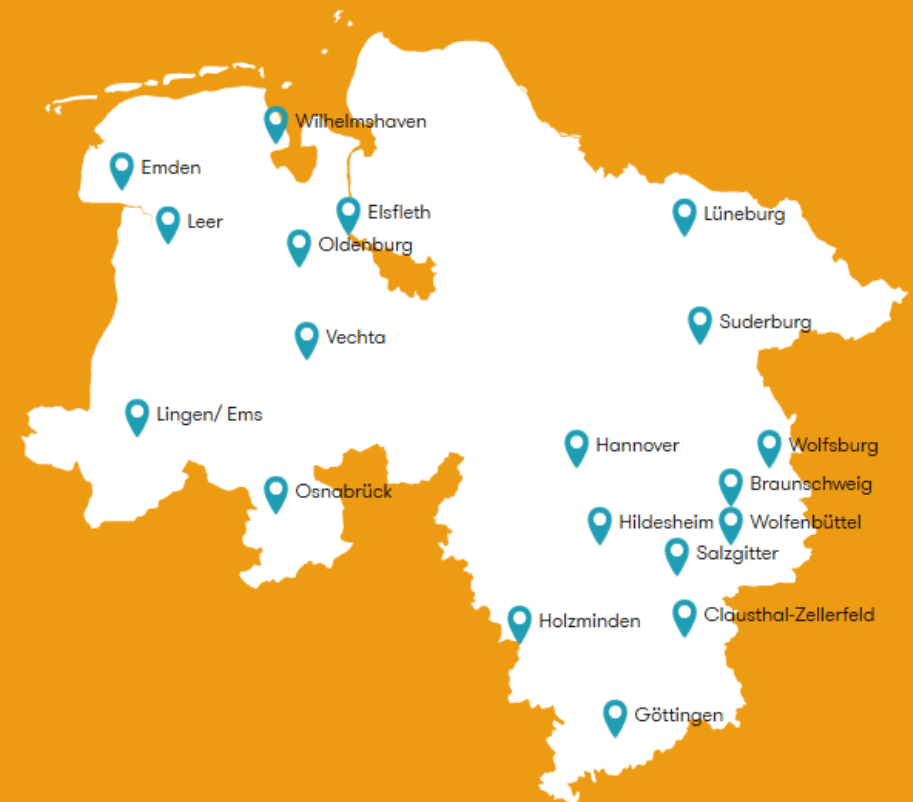 Wilhelmshaven
Emden
Elsfleth
Lüneburg
Leer
Oldenburg
Suderburg
Vechta
Lingen/ Ems
Hannover
Wolfsburg
Braunschweig
Osnabrück
Hildesheim
Wolfenbüttel
Salzgitter
Clausthal-Zellerfeld
Holzminden
Göttingen